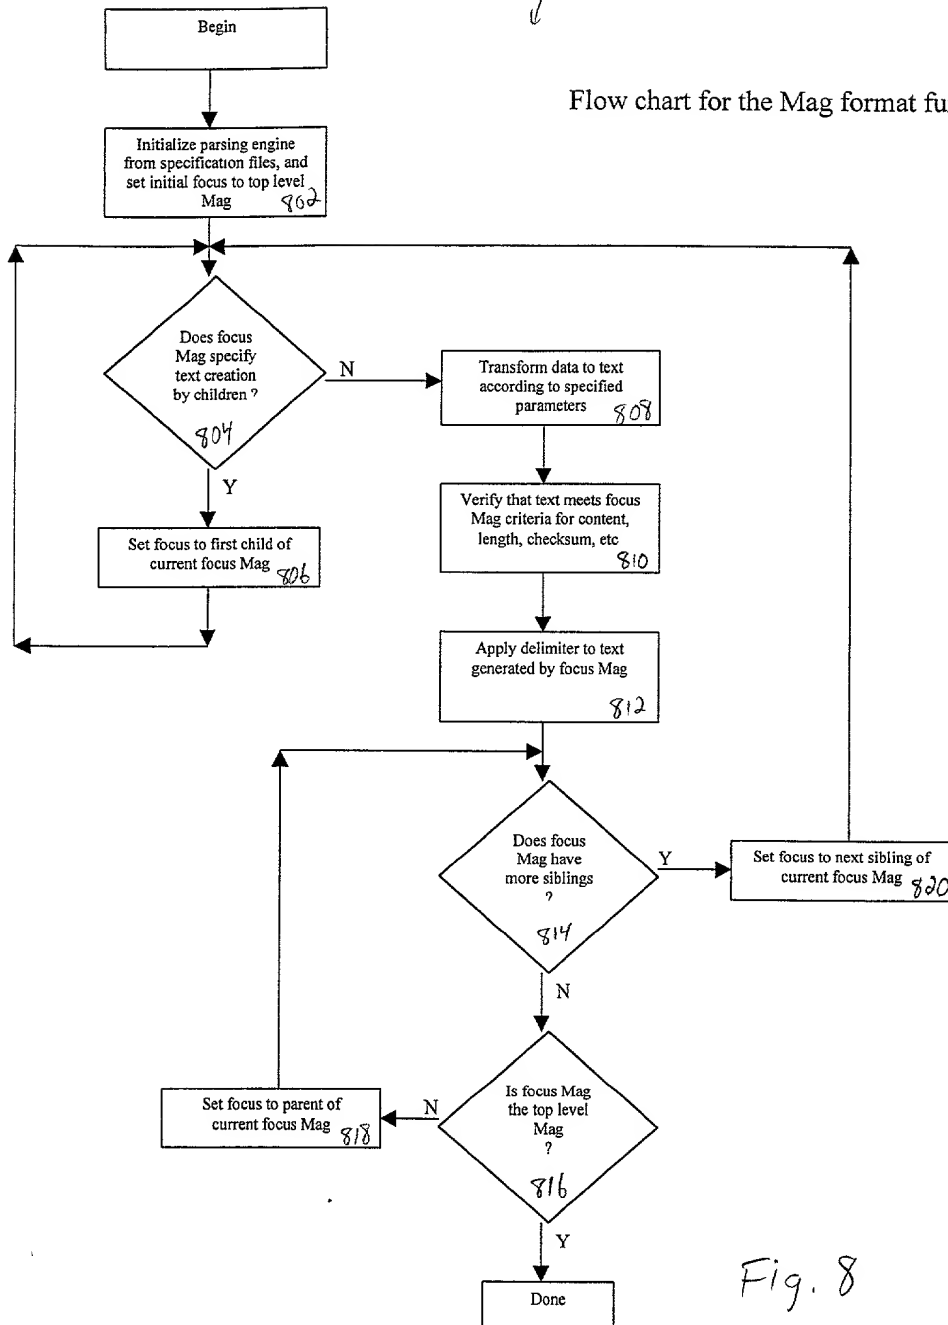 Begin
Flow chart for the Mag format fu
Initialize parsing engine
from specification files, and
set initial focus to top level
Mag 802
Does focus
Mag specify
text creation
by children ?
804
N
Y
Transform data to text
according to specified
parameters
808
Set focus to first child of
current focus Mag 806
Verify that text meets focus
Mag criteria for content,
length, checksum, etc
810
Apply delimiter to text
generated by focus Mag
812
Does focus
Mag have
more siblings
?
814
Y
N
Set focus to next sibling of
current focus Mag 820
Is focus Mag
the top level
Mag
?
816
N
Y
Set focus to parent of
current focus Mag 818
Done
Fig. 8